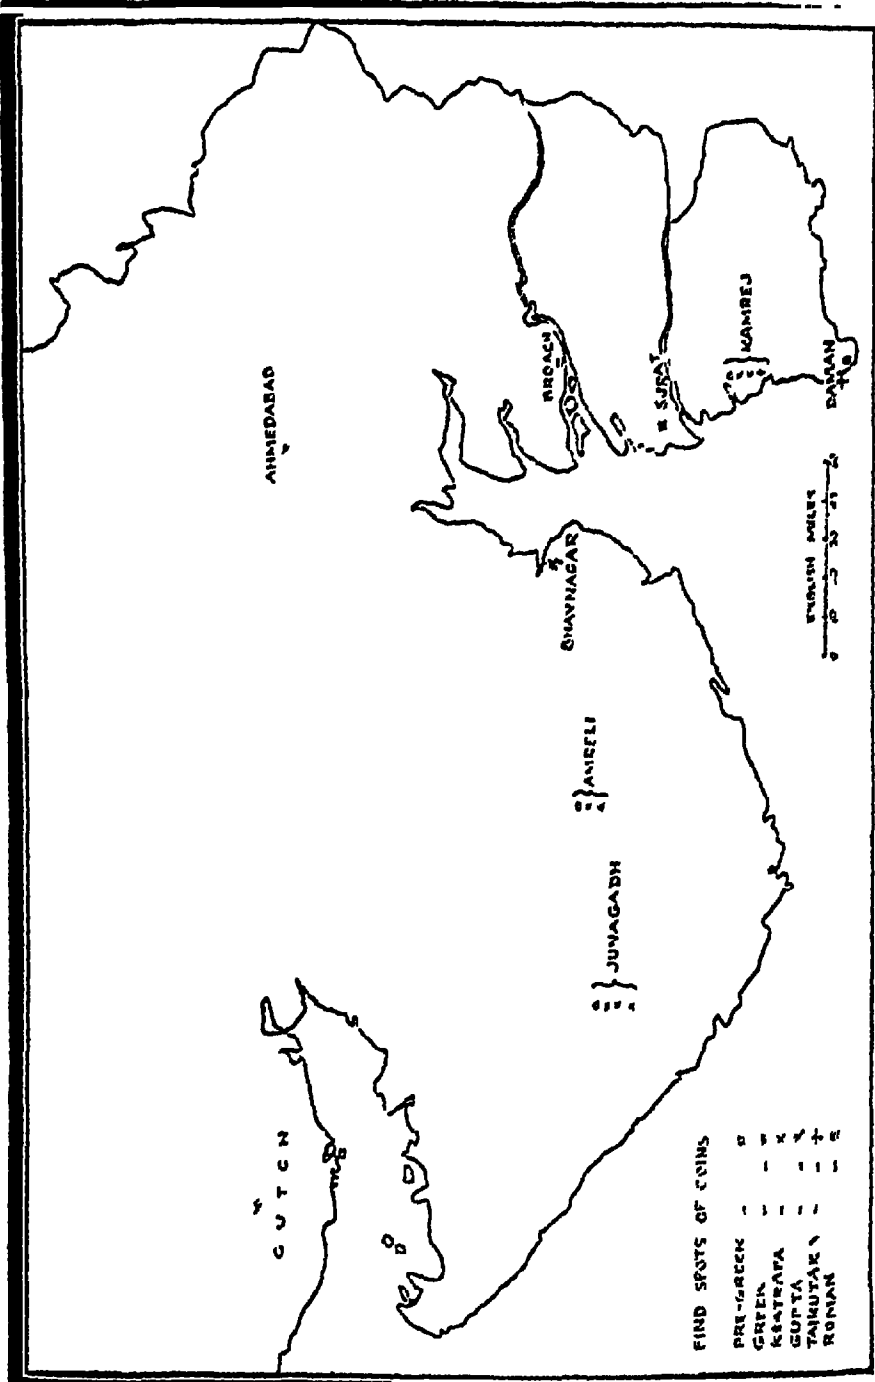 CUTCH
AHMEDABAD
JUNAGADH
AMRELI
BHAVNAGAR
BROACH
SURAT
KAMREJ
DAMAN
ENGLISH MILES
FIND SPOTS OF COINS
PRE-GREEK
GREEK
KSATRAPA
GUPTA
ROMAN